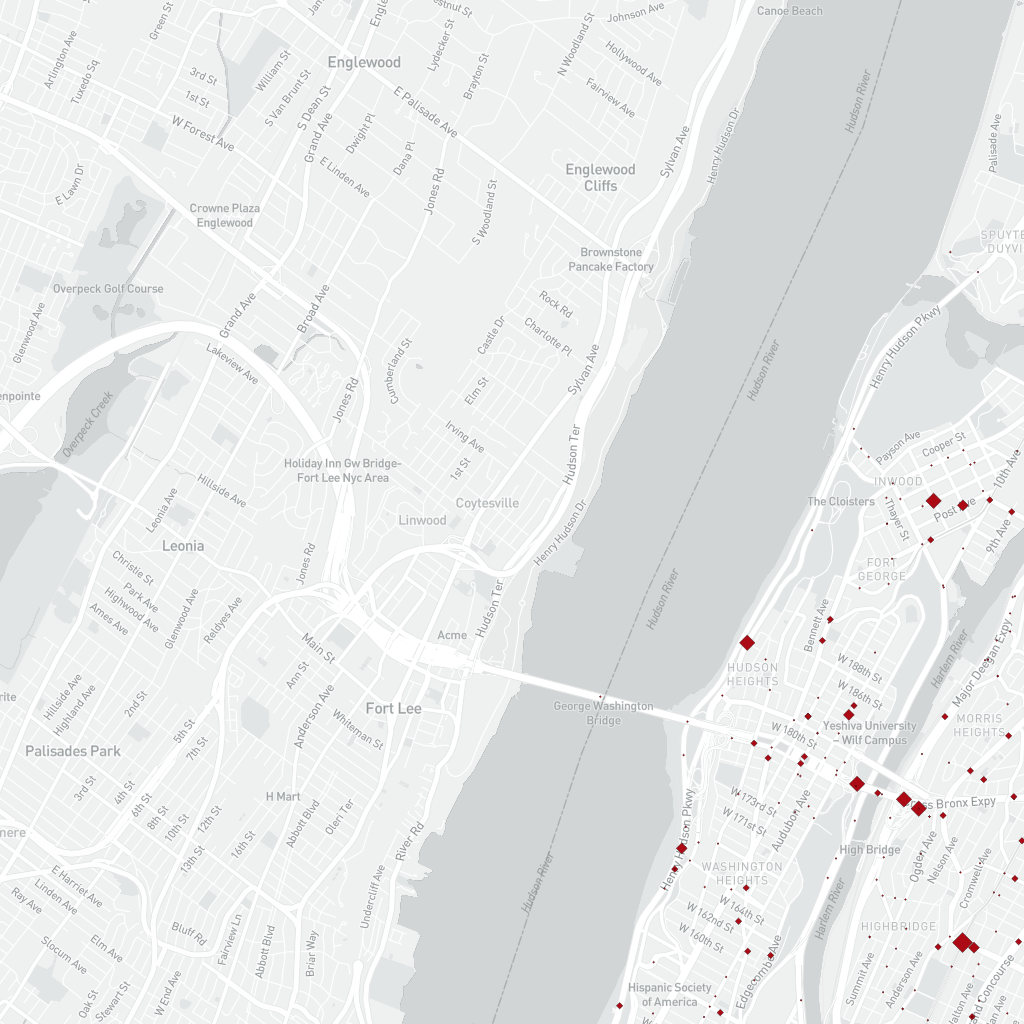 Canoe Beach
Chestnut St
Johnson Ave
Green St
Lydecker St
N Woodland St
Arlington Ave
Tuxedo Sq
Englewood
Brayton St
Hollywood Ave
3rd St
1st St
William St
S Van Brunt St
S Dean St
Fairview Ave
E Palisade Ave
Hudson River
W Forest Ave
Grand Ave
Dwight Pl
Dana Pl
Henry Hudson Dr
Sylvan Ave
Palisade Ave
E Lawn Dr
E Linden Ave
Jones Rd
Englewood
Cliffs
Crowne Plaza
Englewood
S Woodland St
Brownstone
Pancake Factory
Overpeck Golf Course
Glenwood Ave
Grand Ave
Broad Ave
Rock Rd
Charlotte Pl
Castle Dr
Henry Hudson Pkwy
Lakeview Ave
Cumberland St
Sylvan Ave
Hudson River
Elm St
Jones Rd
Overpeck Creek
Irving Ave
1st St
Payson Ave
Cooper St
10th Ave
Holiday Inn Gw Bridge-
Fort Lee Nyc Area
Hudson Ter
INWOOD
Hillside Ave
Leonia Ave
Coytesville
The Cloisters
Post Ave
Thayer St
9th Ave
Linwood
Henry Hudson Dr
Leonia
Jones Rd
FORT
GEORGE
Christie St
Park Ave
Highwood Ave
Ames Ave
Glenwood Ave
Reldyes Ave
Hudson Ter
Hudson River
Bennett Ave
Main St
Acme
Harlem River
Major Deegan Expy
HUDSON
HEIGHTS
W 188th St
W 186th St
Ann St
Hillside Ave
Highland Ave
2nd St
Anderson Ave
Fort Lee
George Washington
Bridge
W 180th St
Yeshiva University
Wilf Campus
MORRIS
HEIGHTS
5th St
7th St
Whiteman St
Palisades Park
3rd St
4th St
6th St
8th St
10th St
12th St
13th St
16th St
H Mart
Abbott Blvd
Oleri Ter
River Rd
W 173rd St
W 171st St
Audubon Ave
Henry Hudson Pkwy
High Bridge
Ogden Ave
Nelson Ave
Cromwell Ave
WASHINGTON
HEIGHTS
E Harriet Ave
Linden Ave
Ray Ave
Undercliff Ave
Hudson River
W 164th St
W 162nd St
W 160th St
Harlem River
HIGHBRIDGE
Bluff Rd
Fairview Ln
Abbott Blvd
Briar Way
Elm Ave
Slocum Ave
Oak St
Stewart St
W End Ave
Edgecombe Ave
Summit Ave
Anderson Ave
Hispanic Society
of America